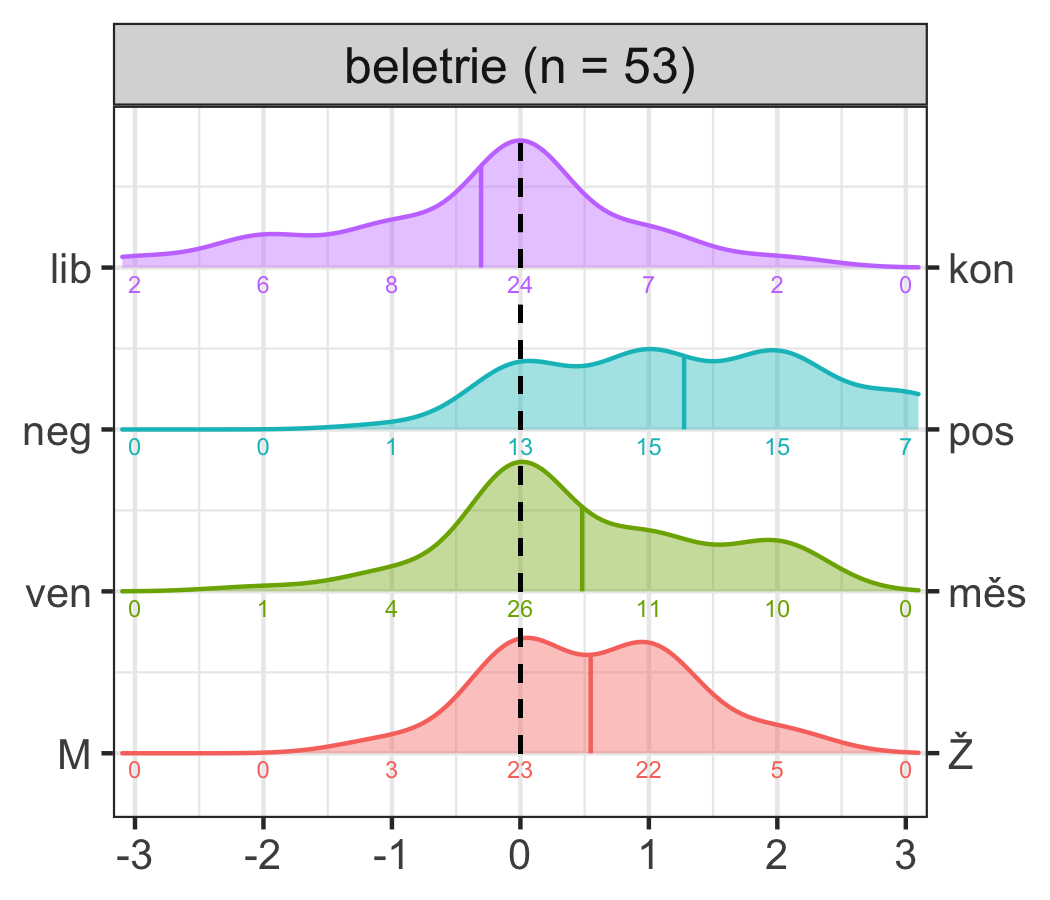 beletrie (n = 53)
lib kon
2 6 8 24 7 2 0
neg pos
0 0 1 13 15 15 7
ven měs
0 1 4 26 11 10 0
M Ž
0 0 3 23 22 5 0
-3 -2 -1 0 1 2 3